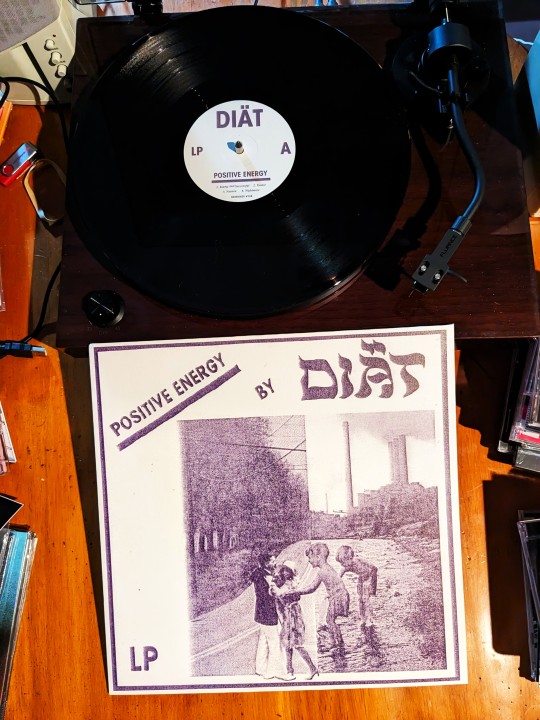 DIÄT
LP A
POSITIVE ENERGY
POSITIVE ENERGY
BY
DIÄT
LP